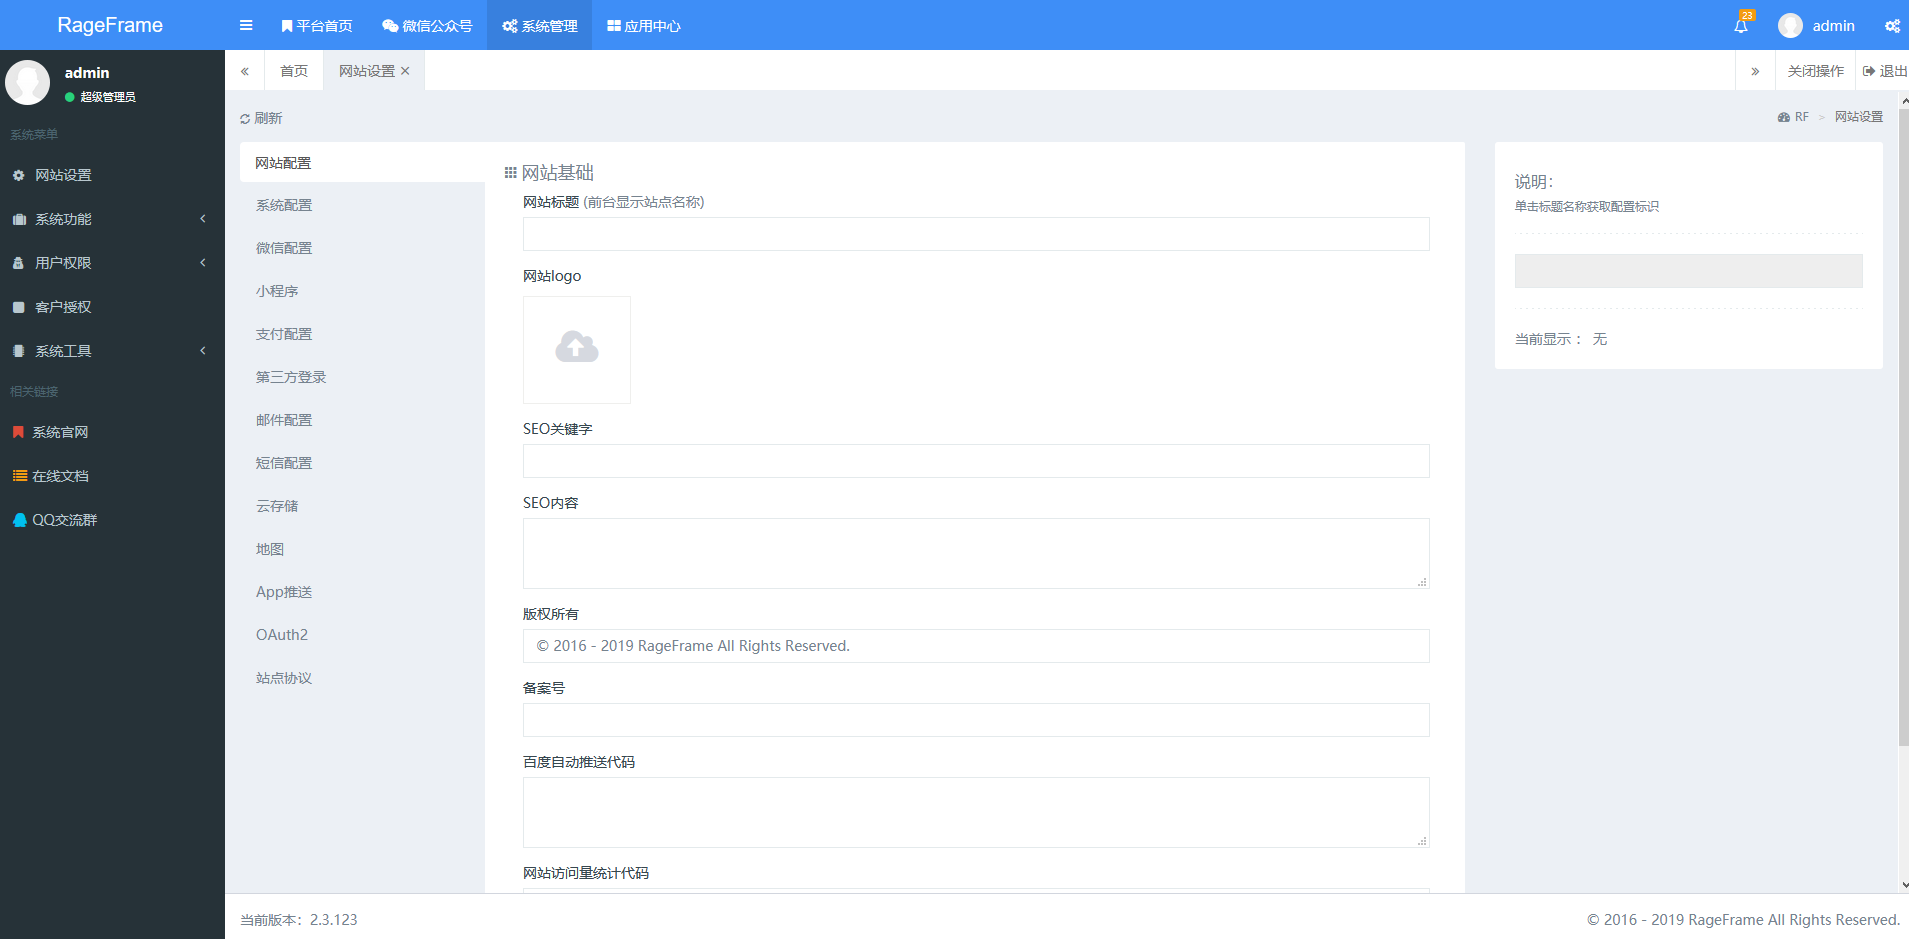 RageFrame
平台首页
微信公众号
系统管理
应用中心
23
admin
admin
超级管理员
系统菜单
网站设置
系统功能
用户权限
客户授权
系统工具
相关链接
系统官网
在线文档
QQ交流群
首页
网站设置
关闭操作
退出
刷新
RF > 网站设置
网站配置
系统配置
微信配置
小程序
支付配置
第三方登录
邮件配置
短信配置
云存储
地图
App推送
OAuth2
站点协议
网站基础
网站标题 (前台显示站点名称)
网站logo
SEO关键字
SEO内容
版权所有
© 2016 - 2019 RageFrame All Rights Reserved.
备案号
百度自动推送代码
网站访问量统计代码
说明：
单击标题名称获取配置标识
当前显示： 无
当前版本：2.3.123
© 2016 - 2019 RageFrame All Rights Reserved.